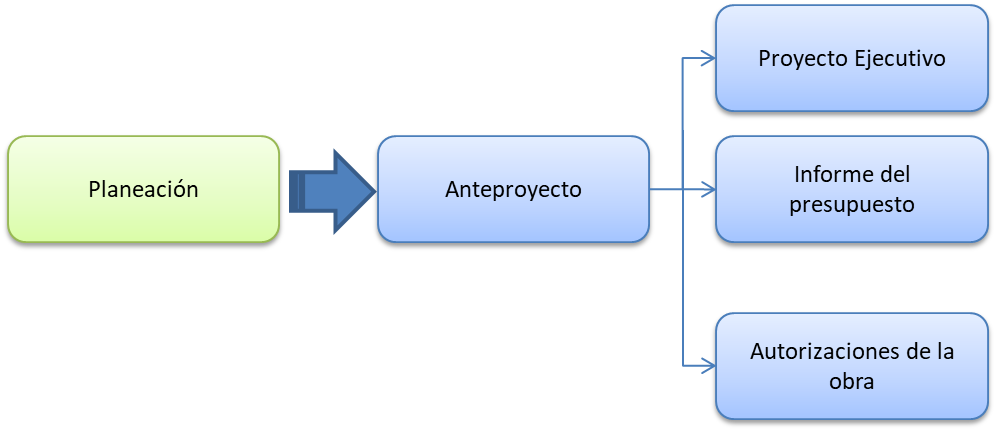 Planeación
Anteproyecto
Proyecto Ejecutivo
Informe del
presupuesto
Autorizaciones de la
obra